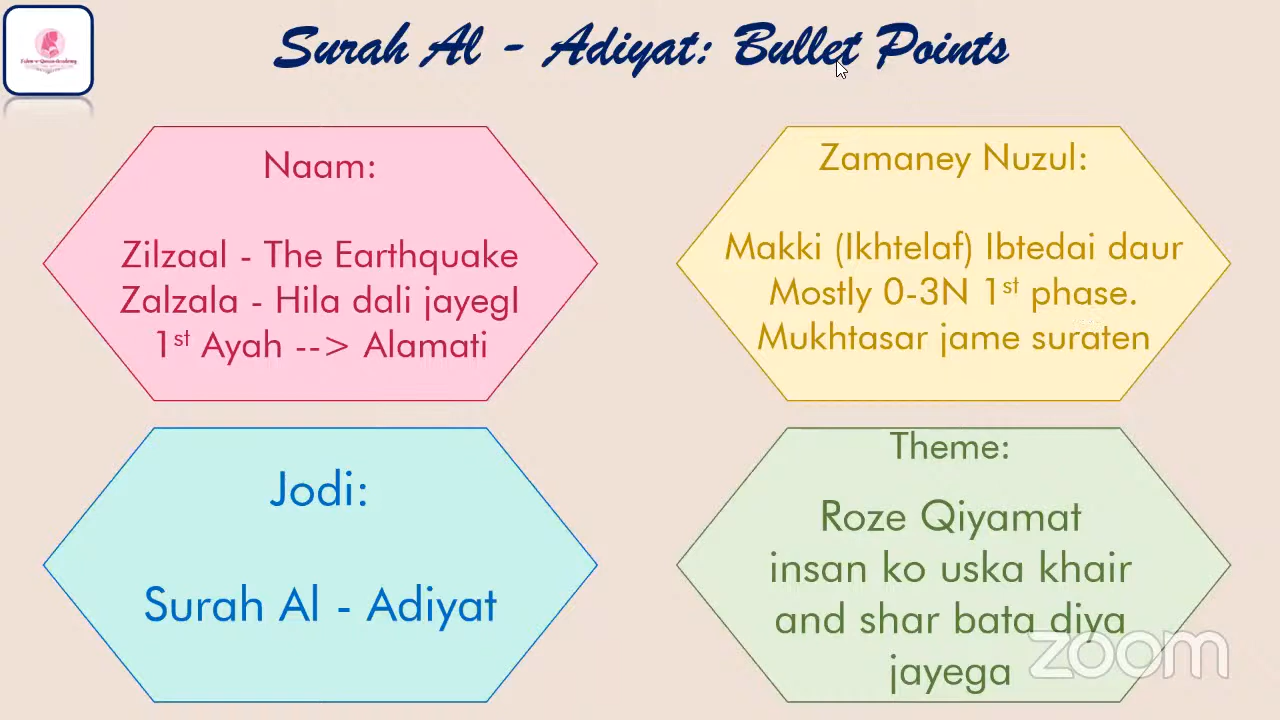 Surah Al - Adiyat: Bullet Points
Naam:
Zilzaal - The Earthquake
Zalzala - Hila dali jayegI
1st Ayah --> Alamati
Zamaney Nuzul:
Makki (Ikhtelaf) Ibtedai daur
Mostly 0-3N 1st phase.
Mukhtasar jame suraten
Jodi:
Surah Al - Adiyat
Theme:
Roze Qiyamat
insan ko uska khair
and shar bata diya
jayega
zoom